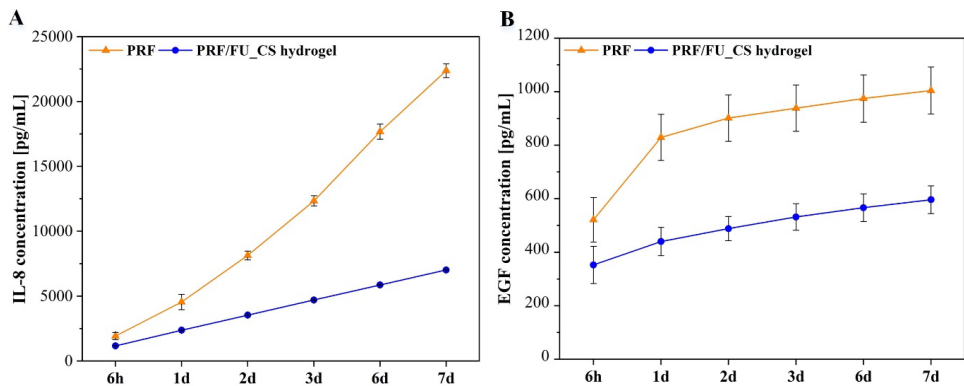 A
PRF PRF/FU_CS hydrogel
IL-8 concentration [pg/mL]
25000
20000
15000
10000
5000
0
6h 1d 2d 3d 6d 7d
B
PRF PRF/FU_CS hydrogel
EGF concentration [pg/mL]
1200
1000
800
600
400
200
0
6h 1d 2d 3d 6d 7d